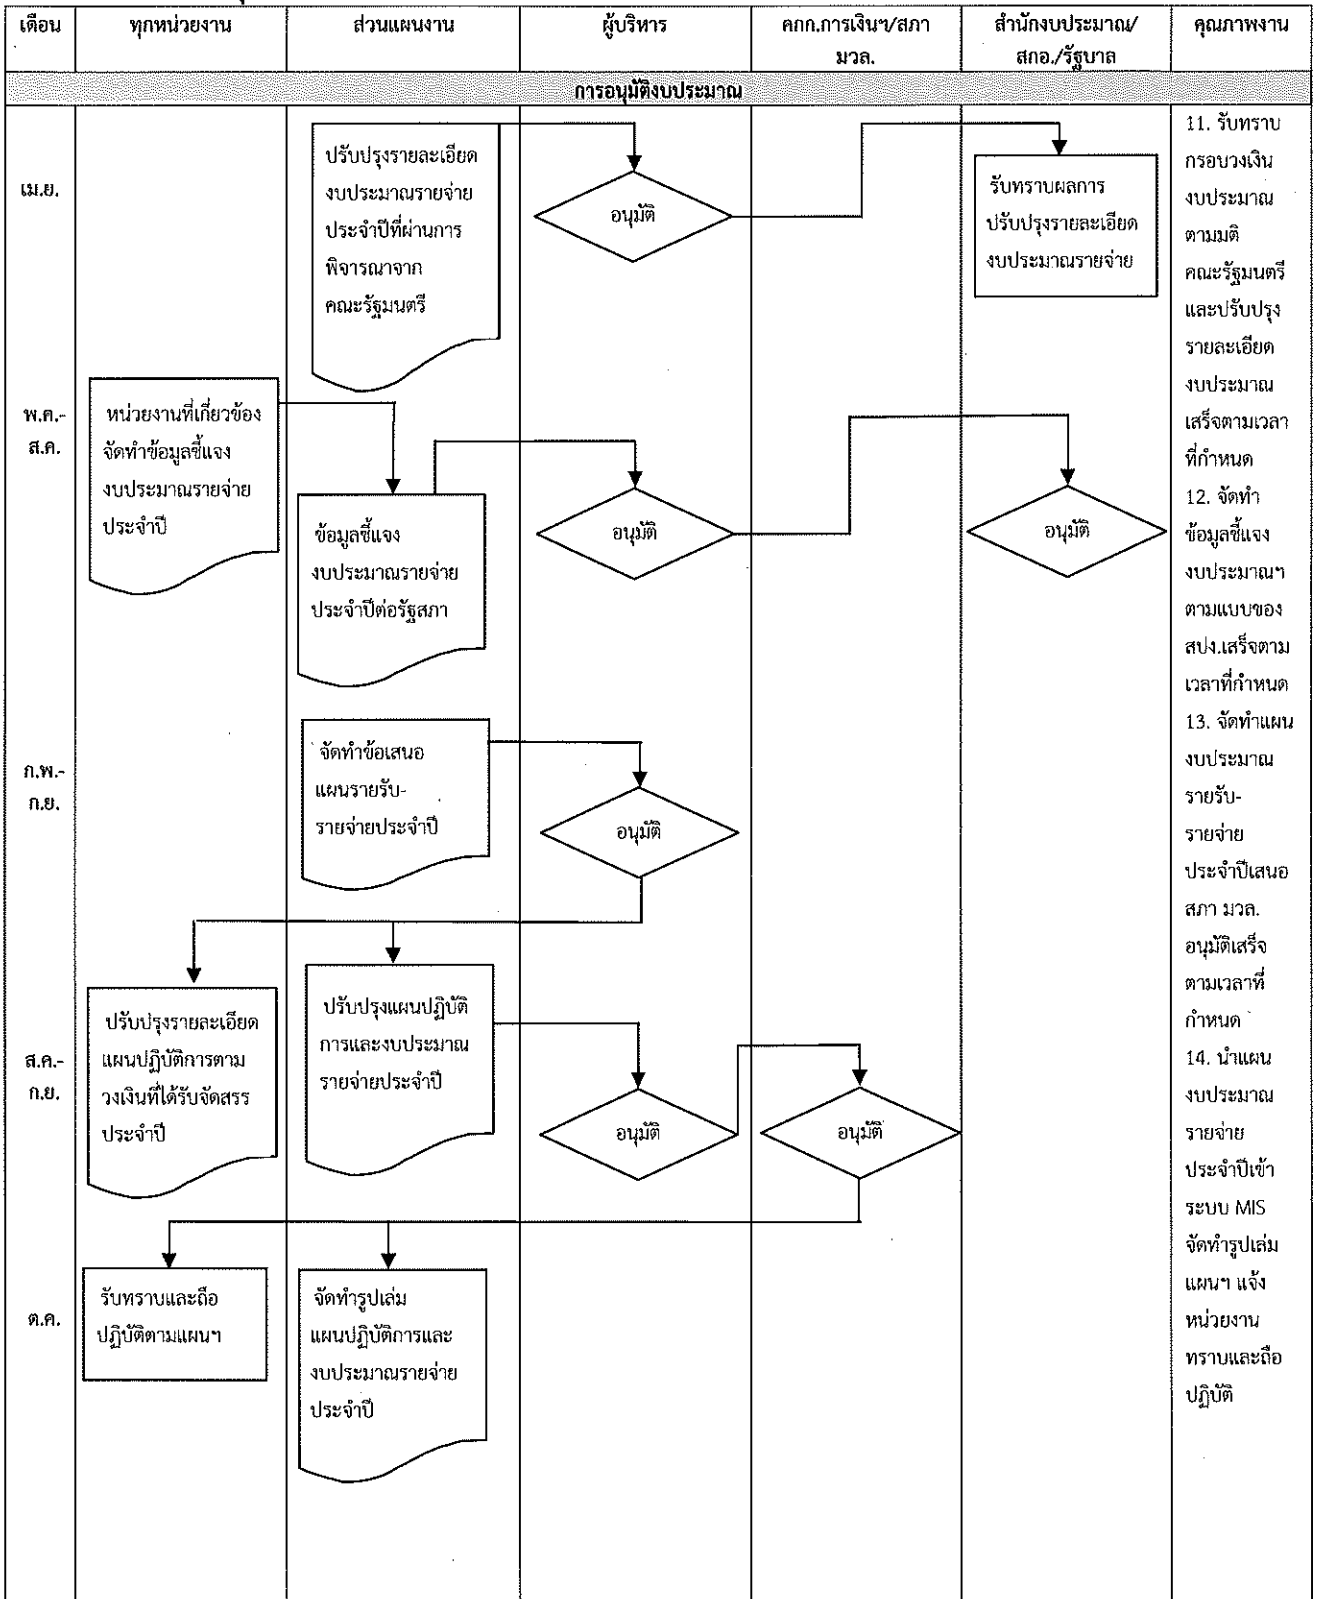 เดือน
ทุกหน่วยงาน
ส่วนแผนงาน
ผู้บริหาร
คกก.การเงินฯ/สภา
มวล.
สำนักงบประมาณ/
สกอ./รัฐบาล
คุณภาพงาน
การอนุมัติงบประมาณ
เม.ย.
ปรับปรุงรายละเอียด
งบประมาณรายจ่าย
ประจำปีที่ผ่านการ
พิจารณาจาก
คณะรัฐมนตรี
อนุมัติ
รับทราบผลการ
ปรับปรุงรายละเอียด
งบประมาณรายจ่าย
พ.ค.-
ส.ค.
หน่วยงานที่เกี่ยวข้อง
จัดทำข้อมูลชี้แจง
งบประมาณรายจ่าย
ประจำปี
ข้อมูลชี้แจง
งบประมาณรายจ่าย
ประจำปีต่อรัฐสภา
อนุมัติ
อนุมัติ
ก.พ.-
ก.ย.
จัดทำข้อเสนอ
แผนรายรับ-
รายจ่ายประจำปี
อนุมัติ
ส.ค.-
ก.ย.
ปรับปรุงรายละเอียด
แผนปฏิบัติการตาม
วงเงินที่ได้รับจัดสรร
ประจำปี
ปรับปรุงแผนปฏิบัติ
การและงบประมาณ
รายจ่ายประจำปี
อนุมัติ
อนุมัติ
ต.ค.
รับทราบและถือ
ปฏิบัติตามแผนฯ
จัดทำรูปเล่ม
แผนปฏิบัติการและ
งบประมาณรายจ่าย
ประจำปี
11. รับทราบ
กรอบวงเงิน
งบประมาณ
ตามมติ
คณะรัฐมนตรี
และปรับปรุง
รายละเอียด
งบประมาณ
เสร็จตามเวลา
ที่กำหนด
12. จัดทำ
ข้อมูลชี้แจง
งบประมาณฯ
ตามแบบของ
สปง.เสร็จตาม
เวลาที่กำหนด
13. จัดทำแผน
งบประมาณ
รายรับ-
รายจ่าย
ประจำปีเสนอ
สภา มวล.
อนุมัติเสร็จ
ตามเวลาที่
กำหนด
14. นำแผน
งบประมาณ
รายจ่าย
ประจำปีเข้า
ระบบ MIS
จัดทำรูปเล่ม
แผนฯ แจ้ง
หน่วยงาน
ทราบและถือ
ปฏิบัติ